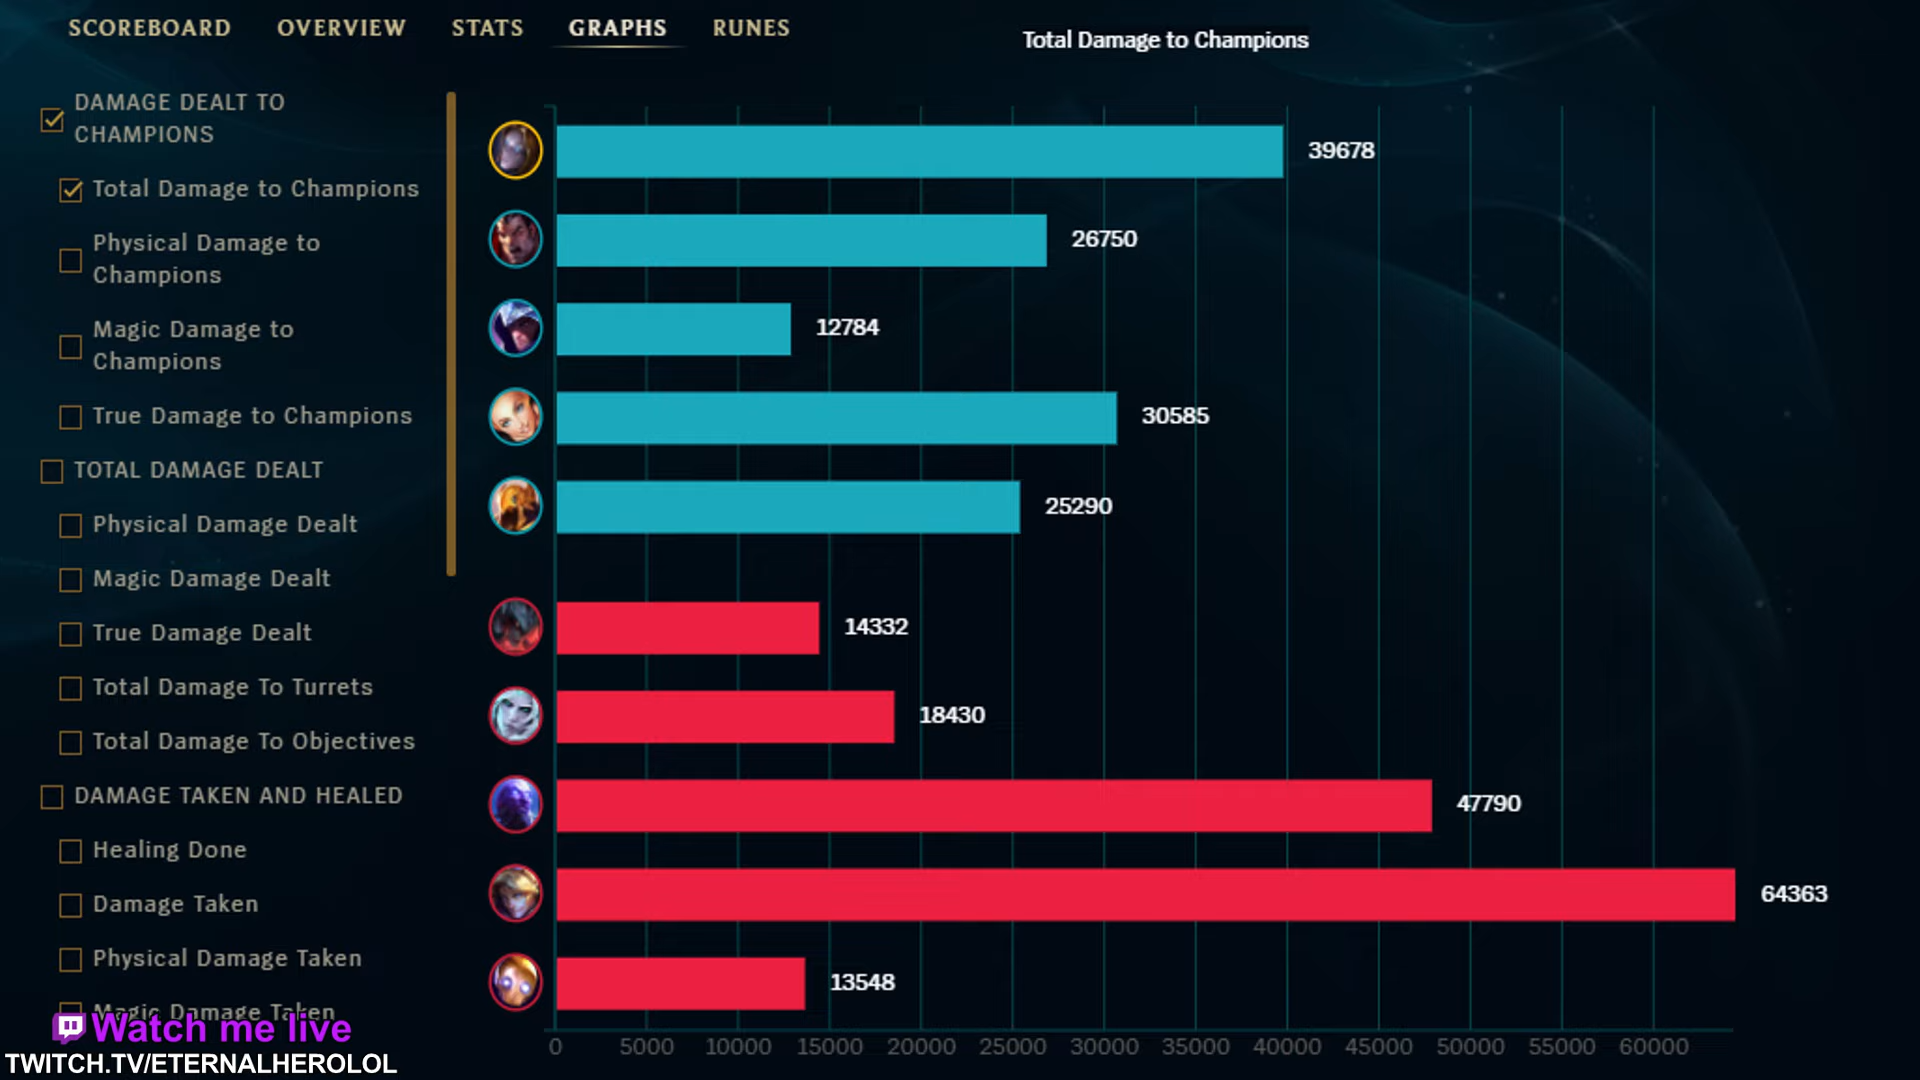 SCOREBOARD OVERVIEW STATS GRAPHS RUNES
Total Damage to Champions
DAMAGE DEALT TO
CHAMPIONS
Total Damage to Champions
Physical Damage to
Champions
Magic Damage to
Champions
True Damage to Champions
TOTAL DAMAGE DEALT
Physical Damage Dealt
Magic Damage Dealt
True Damage Dealt
Total Damage To Turrets
Total Damage To Objectives
DAMAGE TAKEN AND HEALED
Healing Done
Damage Taken
Physical Damage Taken
Magic Damage Taken
Watch me live
TWITCH.TV/ETERNALHEROLOL
39678
26750
12784
30585
25290
14332
18430
47790
64363
13548
0 5000 10000 15000 20000 25000 30000 35000 40000 45000 50000 55000 60000